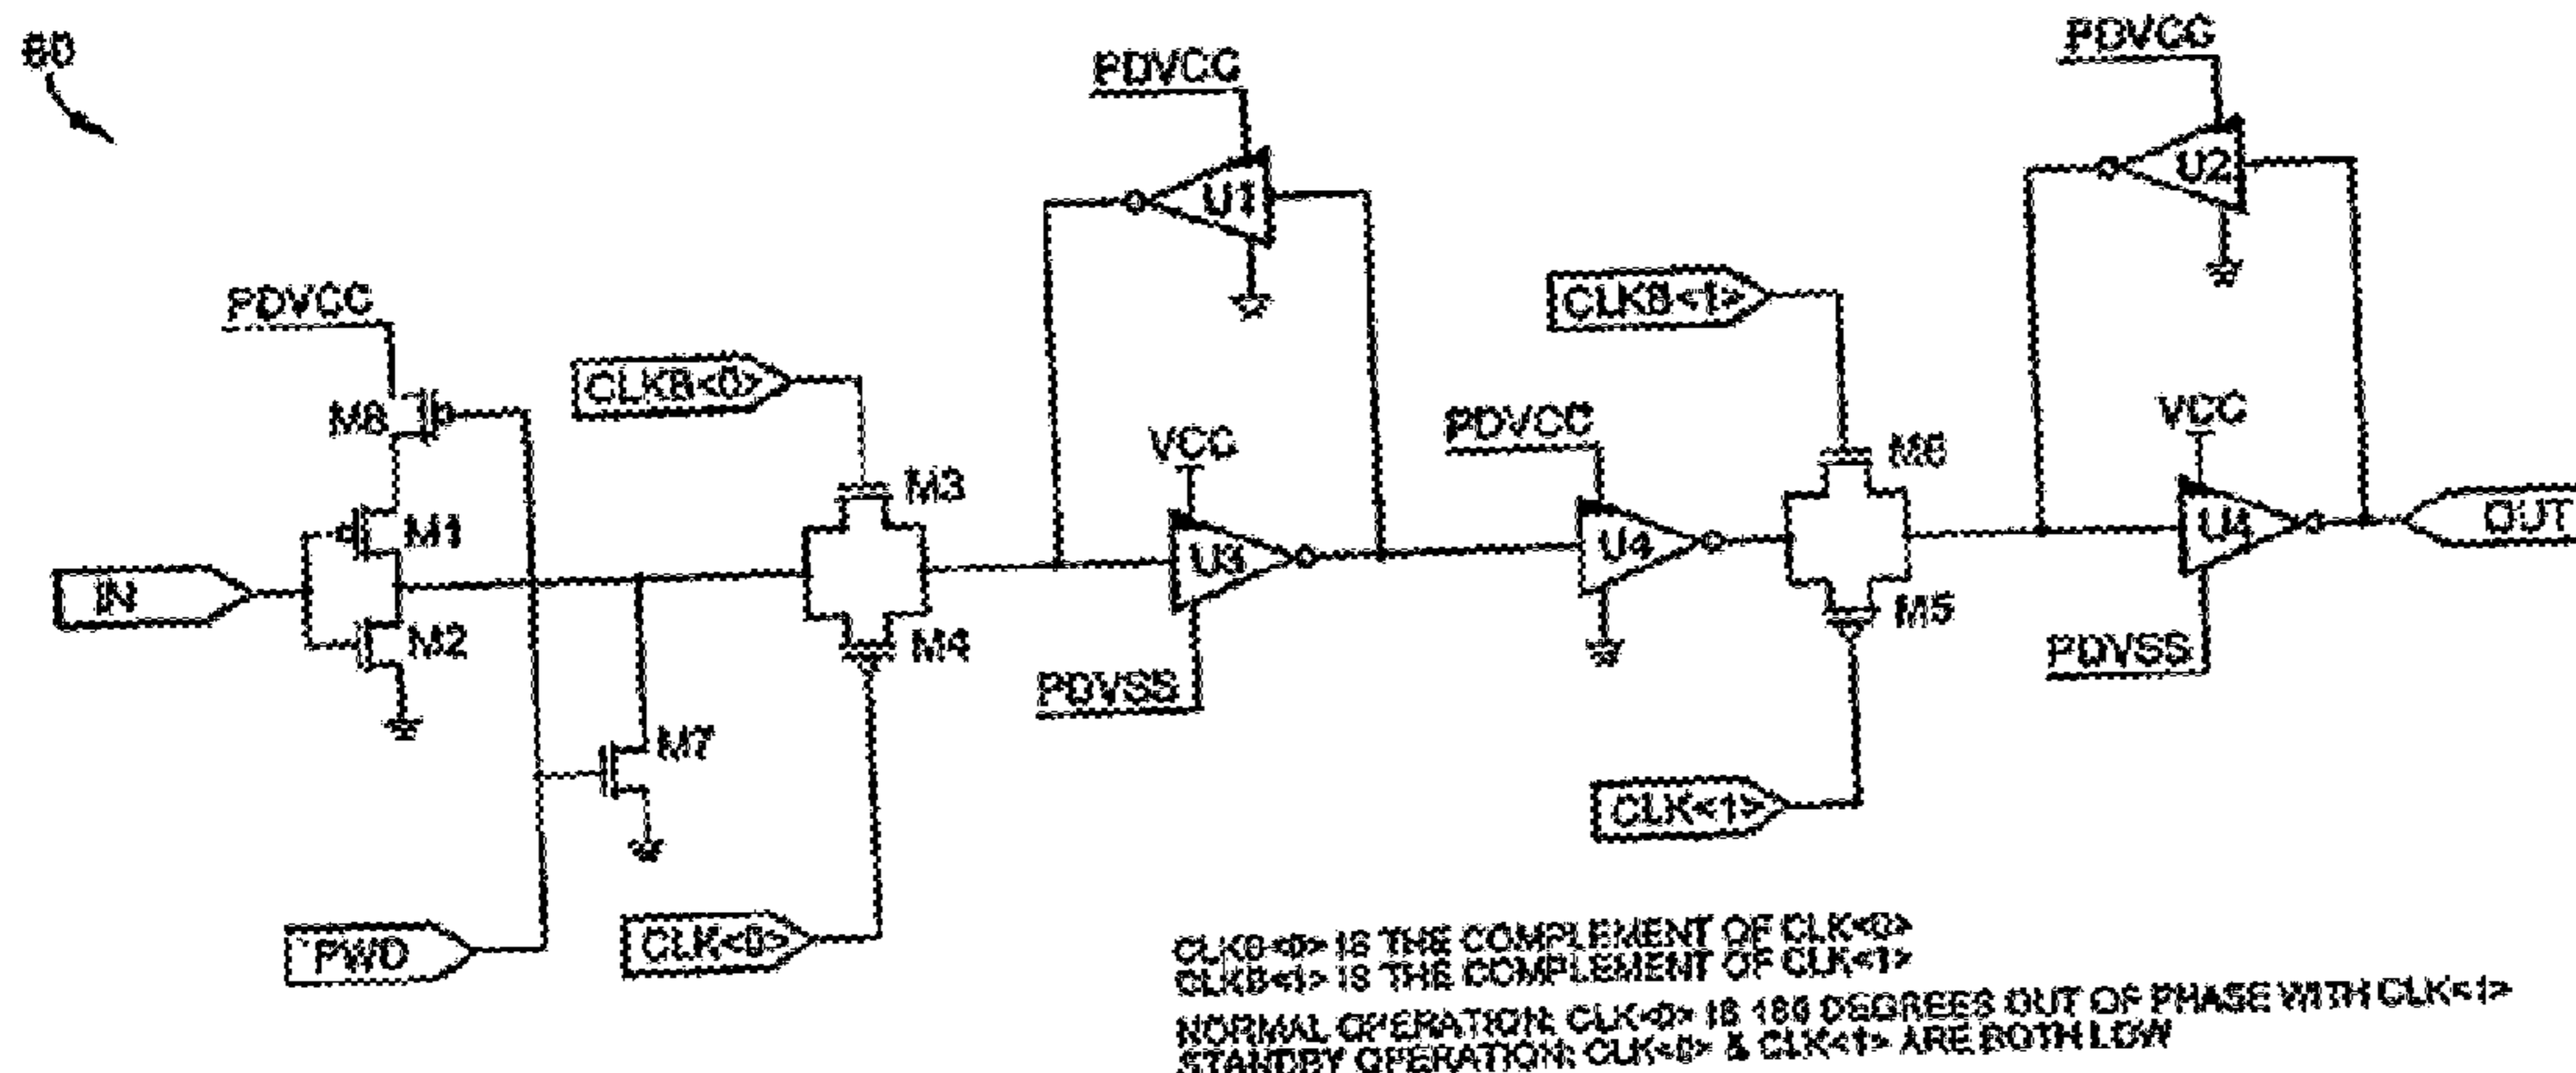 PDVCC
PDVCC
U2
U1
PDVCC
CLKB<1>
CLKB<0>
M8
VCC
PDVCC
VCC
M6
M3
M1
OUT
U3
U4
U4
IN
M2
M4
M5
PDVSS
PDVSS
M7
CLK<1>
PWD
CLK<0>
CLKB<0> IS THE COMPLEMENT OF CLK<0>
CLKB<1> IS THE COMPLEMENT OF CLK<1>
NORMAL OPERATION: CLK<0> IS 180 DEGREES OUT OF PHASE WITH CLK<1>
STANDBY OPERATION: CLK<0> & CLK<1> ARE BOTH LOW